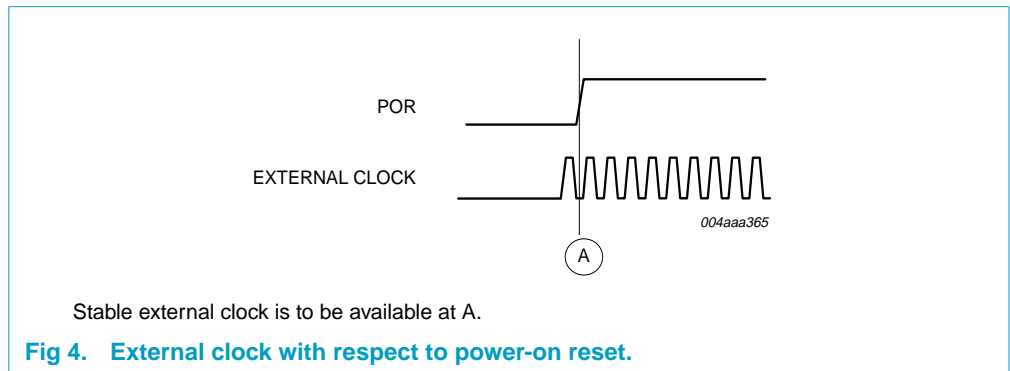 POR
EXTERNAL CLOCK
004aaa365
A
Stable external clock is to be available at A.
Fig 4. External clock with respect to power-on reset.